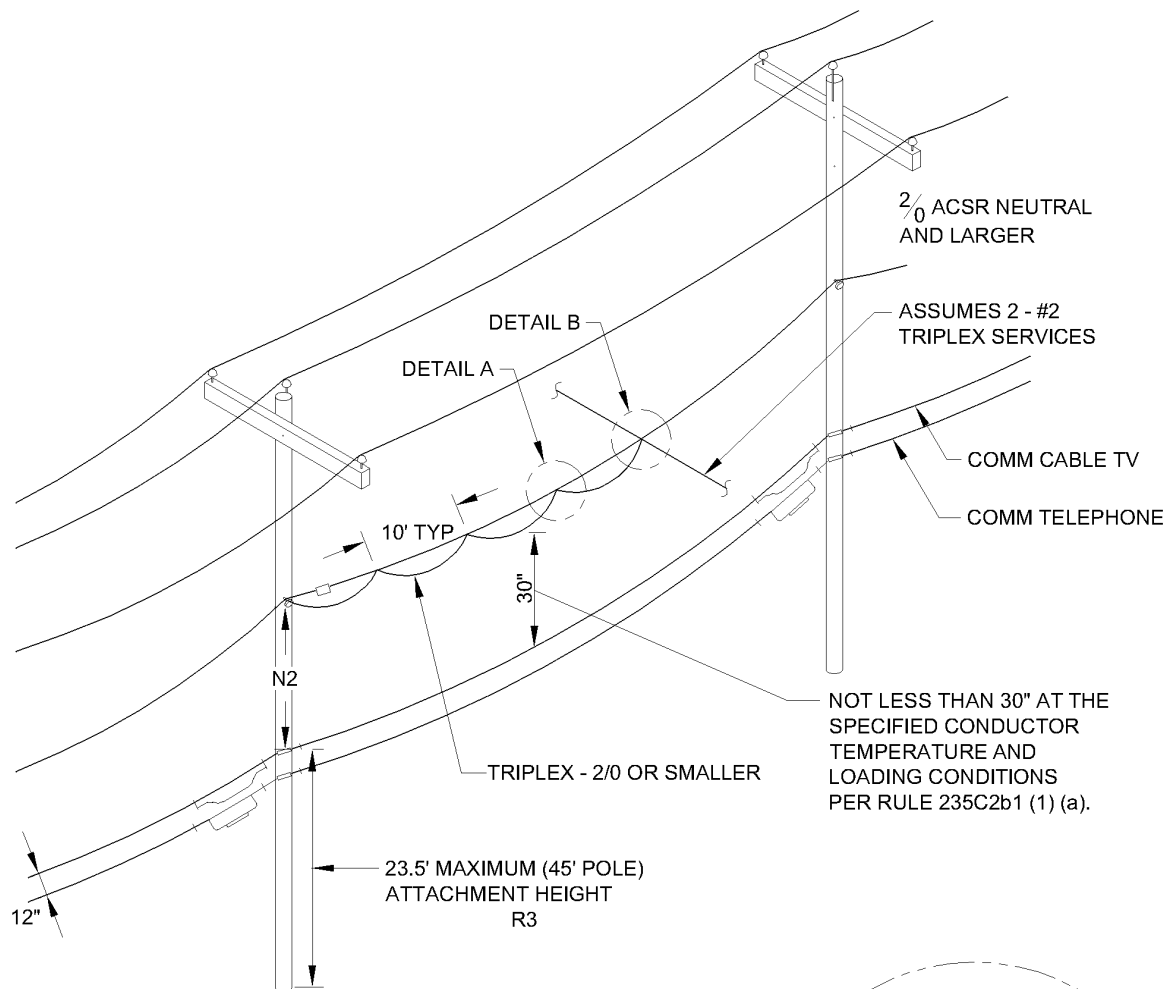 2/0 ACSR NEUTRAL
AND LARGER
DETAIL B
ASSUMES 2 - #2
TRIPLEX SERVICES
DETAIL A
COMM CABLE TV
COMM TELEPHONE
10' TYP
30"
N2
NOT LESS THAN 30" AT THE
SPECIFIED CONDUCTOR
TEMPERATURE AND
LOADING CONDITIONS
PER RULE 235C2b1 (1) (a).
TRIPLEX - 2/0 OR SMALLER
23.5' MAXIMUM (45' POLE)
ATTACHMENT HEIGHT
R3
12"